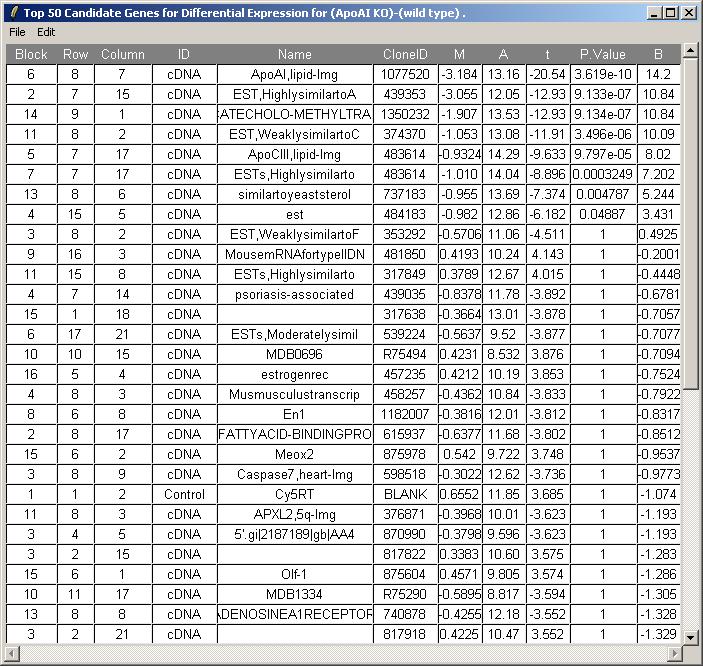 Top 50 Candidate Genes for Differential Expression for (ApoAI KO)-(wild type) .
File Edit
Block Row Column ID Name CloneID M A t P.Value B
6 8 7 cDNA ApoAI,lipid-Img 1077520 -3.184 13.16 -20.54 3.619e-10 14.2
2 7 15 cDNA EST,HighlysimilartoA 439353 -3.055 12.05 -12.93 9.133e-07 10.84
14 9 1 cDNA ATECHOLO-METHYLTRA 1350232 -1.907 13.53 -12.93 9.134e-07 10.84
11 8 2 cDNA EST,WeaklysimilartoC 374370 -1.053 13.08 -11.91 3.496e-06 10.09
5 7 17 cDNA ApoCIII,lipid-Img 483614 -0.9324 14.29 -9.633 9.797e-05 8.02
7 7 17 cDNA ESTs,Highlysimilarto 483614 -1.010 14.04 -8.896 0.0003249 7.202
13 8 6 cDNA similartoyeaststerol 737183 -0.955 13.69 -7.374 0.004787 5.244
4 15 5 cDNA est 484183 -0.982 12.86 -6.182 0.04887 3.431
3 8 2 cDNA EST,WeaklysimilartoF 353292 -0.5706 11.06 -4.511 1 0.4925
9 16 3 cDNA MousemRNAfortypeIIDN 481850 0.4193 10.24 4.143 1 -0.2001
11 15 8 cDNA ESTs,Highlysimilarto 317849 0.3789 12.67 4.015 1 -0.4448
4 7 14 cDNA psoriasis-associated 439035 -0.8378 11.78 -3.892 1 -0.6781
15 1 18 cDNA 317638 -0.3664 13.01 -3.878 1 -0.7057
6 17 21 cDNA ESTs,Moderatelysimil 539224 -0.5637 9.52 -3.877 1 -0.7077
10 10 15 cDNA MDB0696 R75494 0.4231 8.532 3.876 1 -0.7094
16 5 4 cDNA estrogenrec 457235 0.4212 10.19 3.853 1 -0.7524
4 8 3 cDNA Musmusculustranscrip 458257 -0.4362 10.84 -3.833 1 -0.7922
8 6 8 cDNA En1 1182007 -0.3816 12.01 -3.812 1 -0.8317
2 8 17 cDNA FATTYACID-BINDINGPRO 615937 -0.6377 11.68 -3.802 1 -0.8512
15 6 2 cDNA Meox2 875978 0.542 9.722 3.748 1 -0.9537
3 8 9 cDNA Caspase7,heart-Img 598518 -0.3022 12.62 -3.736 1 -0.9773
1 1 2 Control Cy5RT BLANK 0.6552 11.85 3.685 1 -1.074
11 8 3 cDNA APXL2,5q-Img 376871 -0.3968 10.01 -3.623 1 -1.193
3 4 5 cDNA 5'.gi|2187189|gb|AA4 870990 -0.3798 9.596 -3.623 1 -1.193
3 2 15 cDNA 817822 0.3383 10.60 3.575 1 -1.283
15 6 1 cDNA Olf-1 875604 0.4571 9.805 3.574 1 -1.286
10 11 17 cDNA MDB1334 R75290 -0.5895 8.817 -3.594 1 -1.305
13 8 8 cDNA ADENOSINEA1RECEPTOR 740878 -0.4255 12.18 -3.552 1 -1.328
3 2 21 cDNA 817918 0.4225 10.47 3.552 1 -1.329